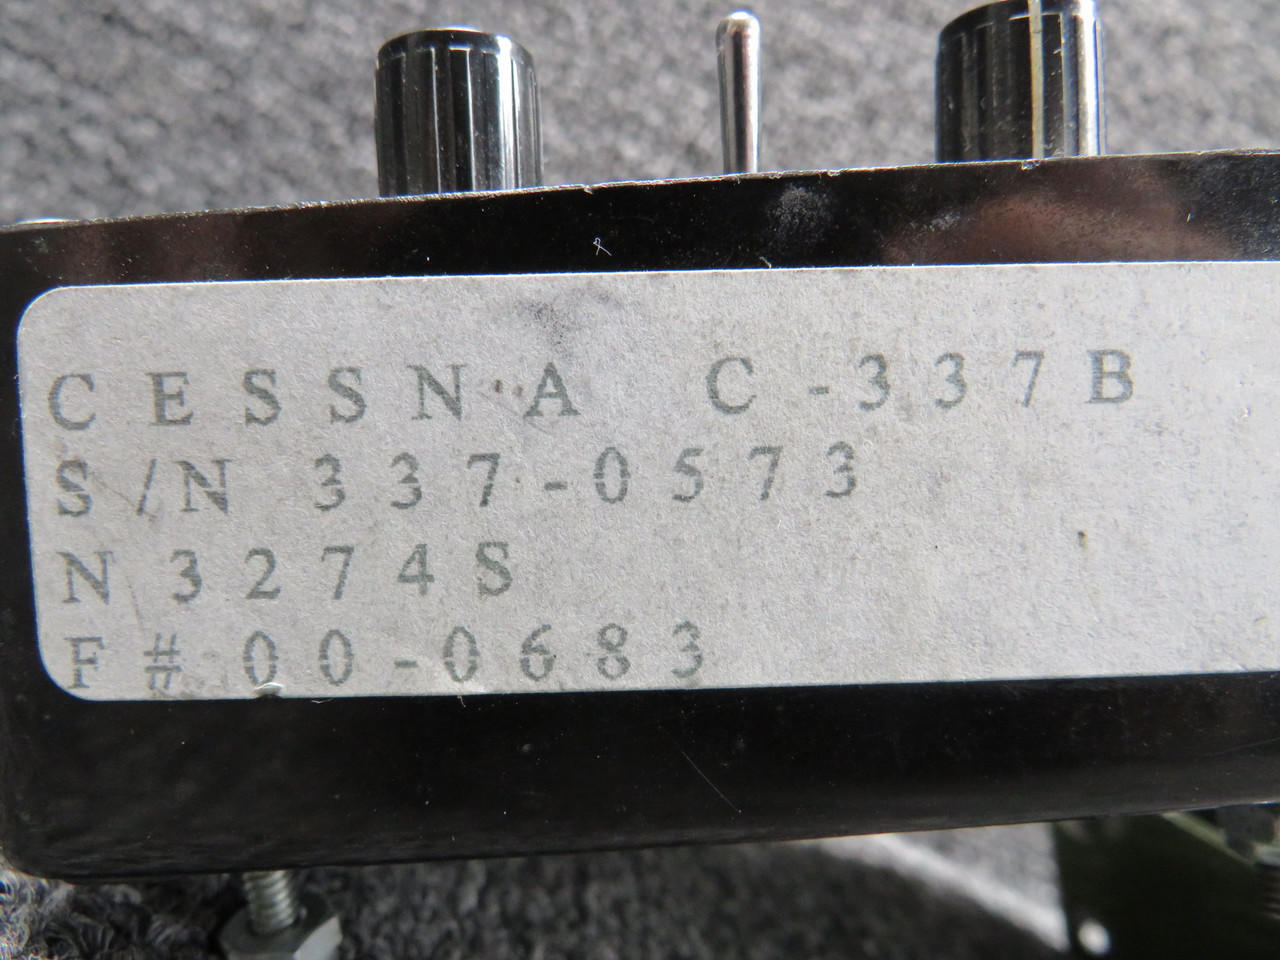 CESSNA C-337B
S/N 337-0573
N3274S
F# 00-0683